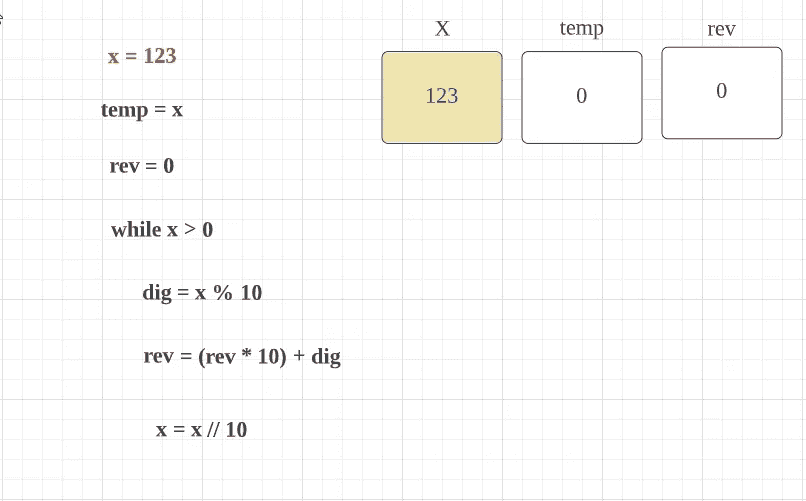 X temp rev
123 0 0
x = 123
temp = x
rev = 0
while x > 0
dig = x % 10
rev = (rev * 10) + dig
x = x // 10